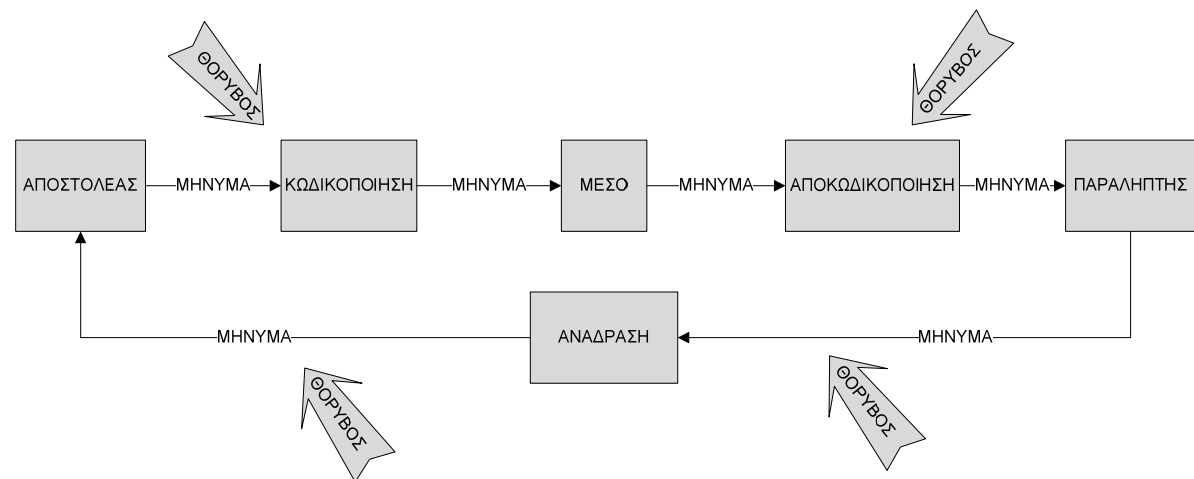 ΘΟΡΥΒΟΣ
ΘΟΡΥΒΟΣ
ΑΠΟΣΤΟΛΕΑΣ
ΜΗΝΥΜΑ
ΚΩΔΙΚΟΠΟΙΗΣΗ
ΜΗΝΥΜΑ
ΜΕΣΟ
ΜΗΝΥΜΑ
ΑΠΟΚΩΔΙΚΟΠΟΙΗΣΗ
ΜΗΝΥΜΑ
ΠΑΡΑΛΗΠΤΗΣ
ΜΗΝΥΜΑ
ΑΝΑΔΡΑΣΗ
ΜΗΝΥΜΑ
ΘΟΡΥΒΟΣ
ΘΟΡΥΒΟΣ